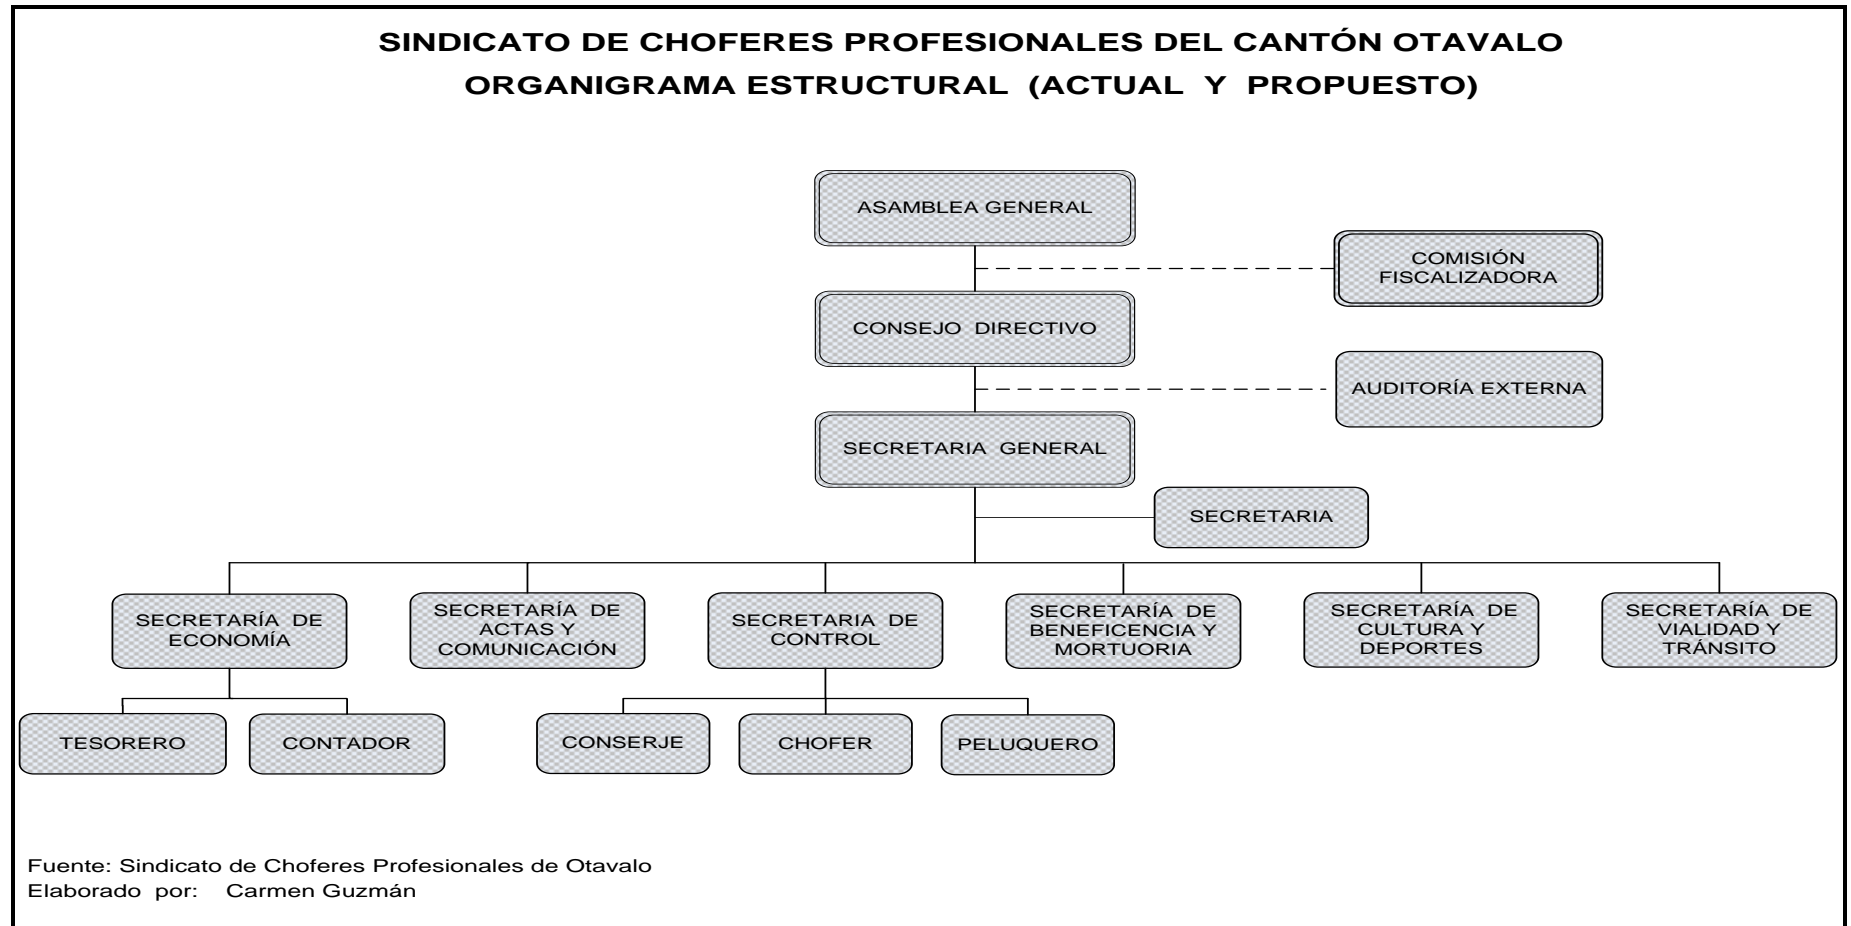 SINDICATO DE CHOFERES PROFESIONALES DEL CANTÓN OTAVALO
ORGANIGRAMA ESTRUCTURAL (ACTUAL Y PROPUESTO)
ASAMBLEA GENERAL
COMISIÓN
FISCALIZADORA
CONSEJO DIRECTIVO
AUDITORÍA EXTERNA
SECRETARIA GENERAL
SECRETARIA
SECRETARÍA DE
ECONOMÍA
SECRETARÍA DE
ACTAS Y
COMUNICACIÓN
SECRETARIA DE
CONTROL
SECRETARÍA DE
BENEFICENCIA Y
MORTUORIA
SECRETARÍA DE
CULTURA Y
DEPORTES
SECRETARÍA DE
VIALIDAD Y
TRÁNSITO
TESORERO
CONTADOR
CONSERJE
CHOFER
PELUQUERO
Fuente: Sindicato de Choferes Profesionales de Otavalo
Elaborado por: Carmen Guzmán